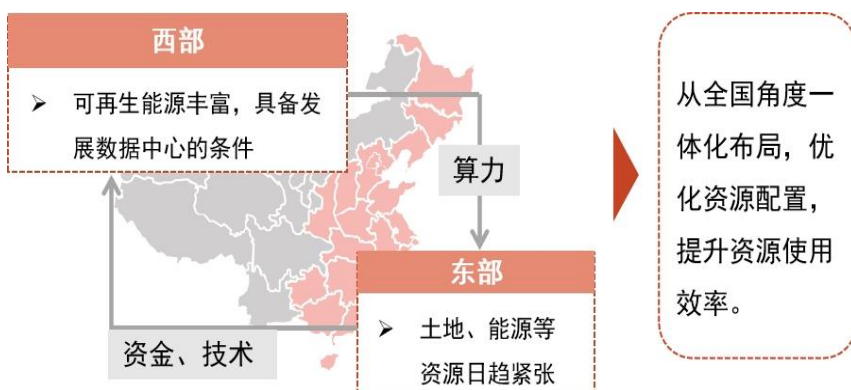 西部
➢ 可再生能源丰富，具备发
展数据中心的条件
算力
东部
➢ 土地、能源等
资源日趋紧张
资金、技术
从全国角度一
体化布局，优
化资源配置，
提升资源使用
效率。